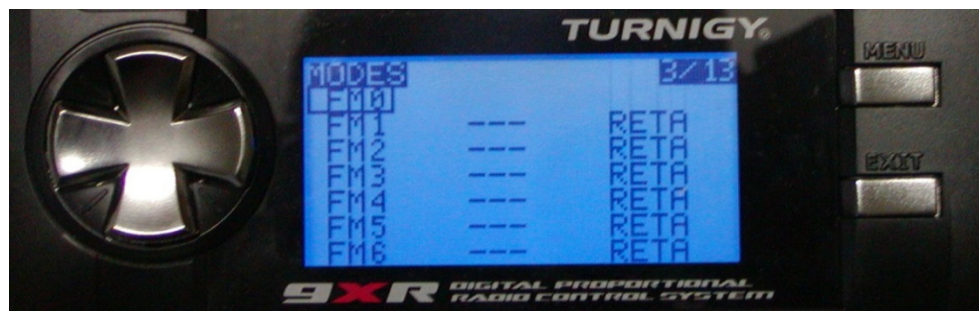 TURNIGY®
MENU
MODES 3/13
FM0
FM1 --- RETA
FM2 --- RETA
FM3 --- RETA
FM4 --- RETA
FM5 --- RETA
FM6 --- RETA
EXIT
9XR DIGITAL PROPORTIONAL
RADIO CONTROL SYSTEM